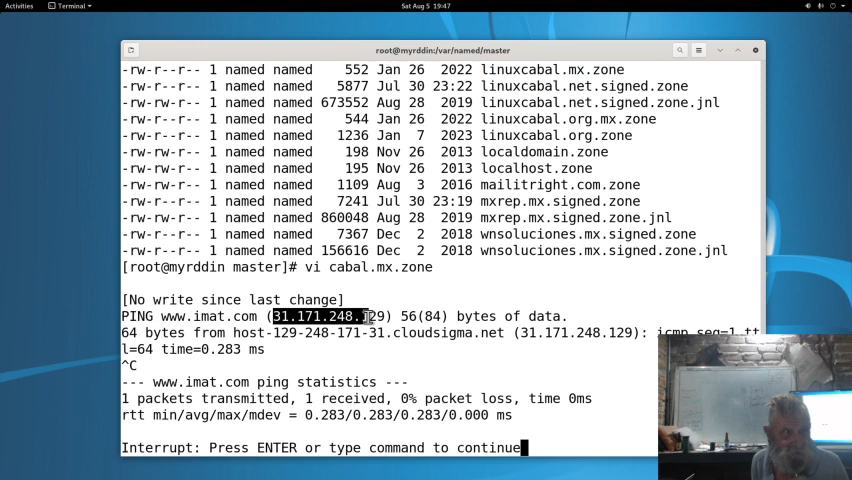 Activities Terminal Sat Aug 5 19:47
root@myrddin:/var/named/master
-rw-r--r-- 1 named named 552 Jan 26 2022 linuxcabal.mx.zone
-rw-r--r-- 1 named named 5877 Jul 30 23:22 linuxcabal.net.signed.zone
-rw-rw-r-- 1 named named 673552 Aug 28 2019 linuxcabal.net.signed.zone.jnl
-rw-rw-r-- 1 named named 544 Jan 26 2022 linuxcabal.org.mx.zone
-rw-rw-r-- 1 named named 1236 Jan 7 2023 linuxcabal.org.zone
-rw-rw-r-- 1 named named 198 Nov 26 2013 localdomain.zone
-rw-rw-r-- 1 named named 195 Nov 26 2013 localhost.zone
-rw-rw-r-- 1 named named 1109 Aug 3 2016 mailitright.com.zone
-rw-rw-r-- 1 named named 7241 Jul 30 23:19 mxrep.mx.signed.zone
-rw-rw-r-- 1 named named 860048 Aug 28 2019 mxrep.mx.signed.zone.jnl
-rw-rw-r-- 1 named named 7367 Dec 2 2018 wnsoluciones.mx.signed.zone
-rw-rw-r-- 1 named named 156616 Dec 2 2018 wnsoluciones.mx.signed.zone.jnl
[root@myrddin master]# vi cabal.mx.zone
[No write since last change]
PING www.imat.com (31.171.248.129) 56(84) bytes of data.
64 bytes from host-129-248-171-31.cloudsigma.net (31.171.248.129): icmp_seq=1 tt
l=64 time=0.283 ms
^C
--- www.imat.com ping statistics ---
1 packets transmitted, 1 received, 0% packet loss, time 0ms
rtt min/avg/max/mdev = 0.283/0.283/0.283/0.000 ms
Interrupt: Press ENTER or type command to continue